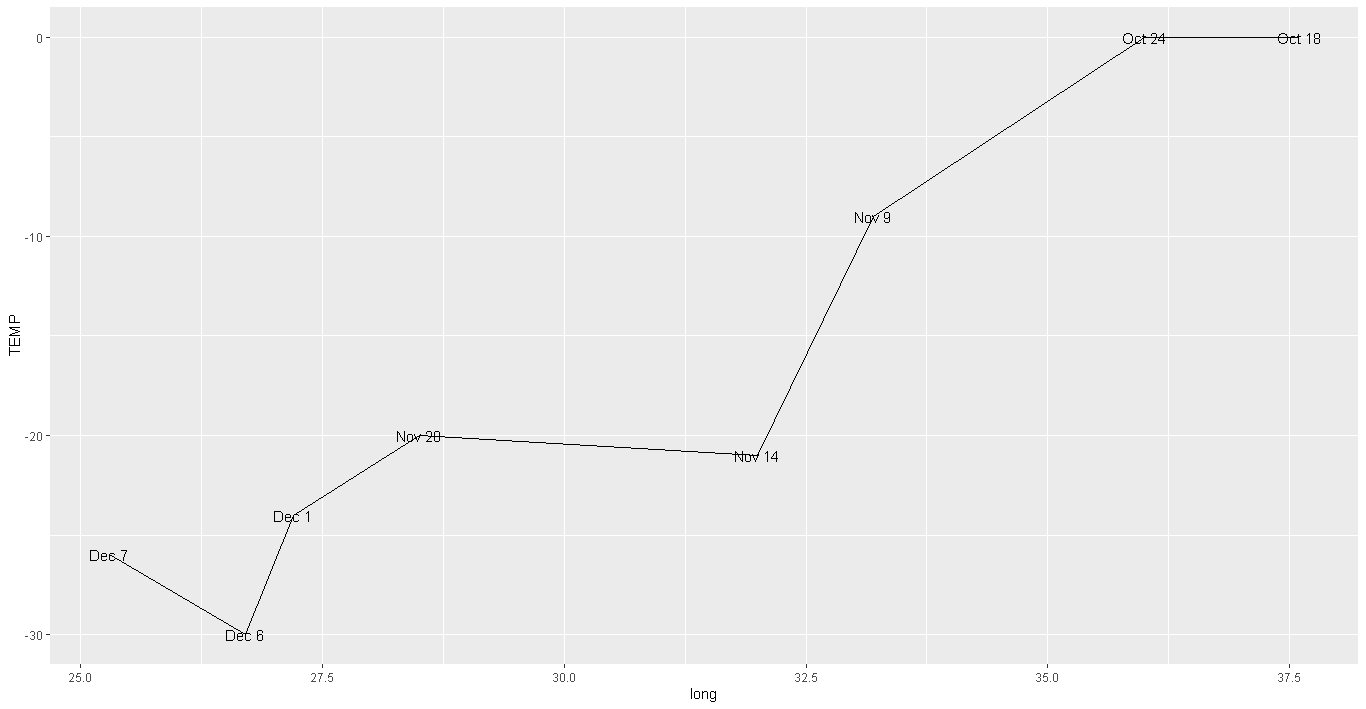 0
Oct 24
Oct 18
Nov 9
-10
TEMP
-20
Nov 20
Nov 14
Dec 1
Dec 7
-30
Dec 6
25.0
27.5
30.0
32.5
35.0
37.5
long